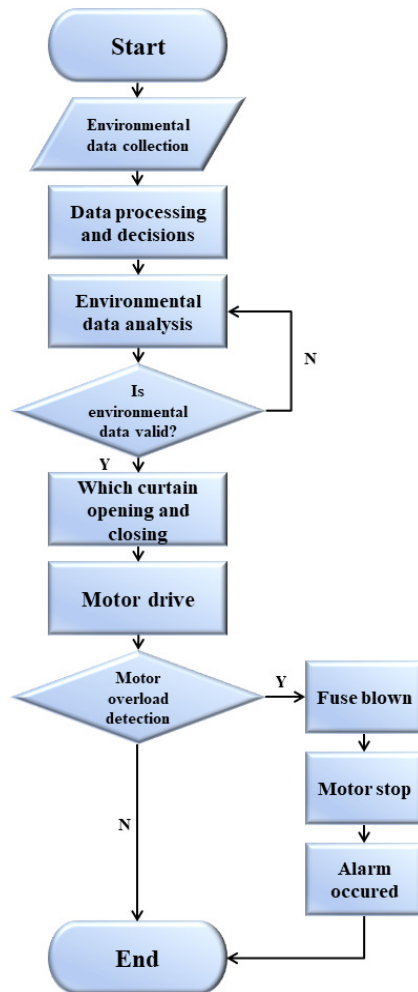 Start
Environmental
data collection
Data processing
and decisions
Environmental
data analysis
N
Is
environmental
data valid?
Y
Which curtain
opening and
closing
Motor drive
Motor
overload
detection
Y
Fuse blown
Motor stop
N
Alarm
occured
End